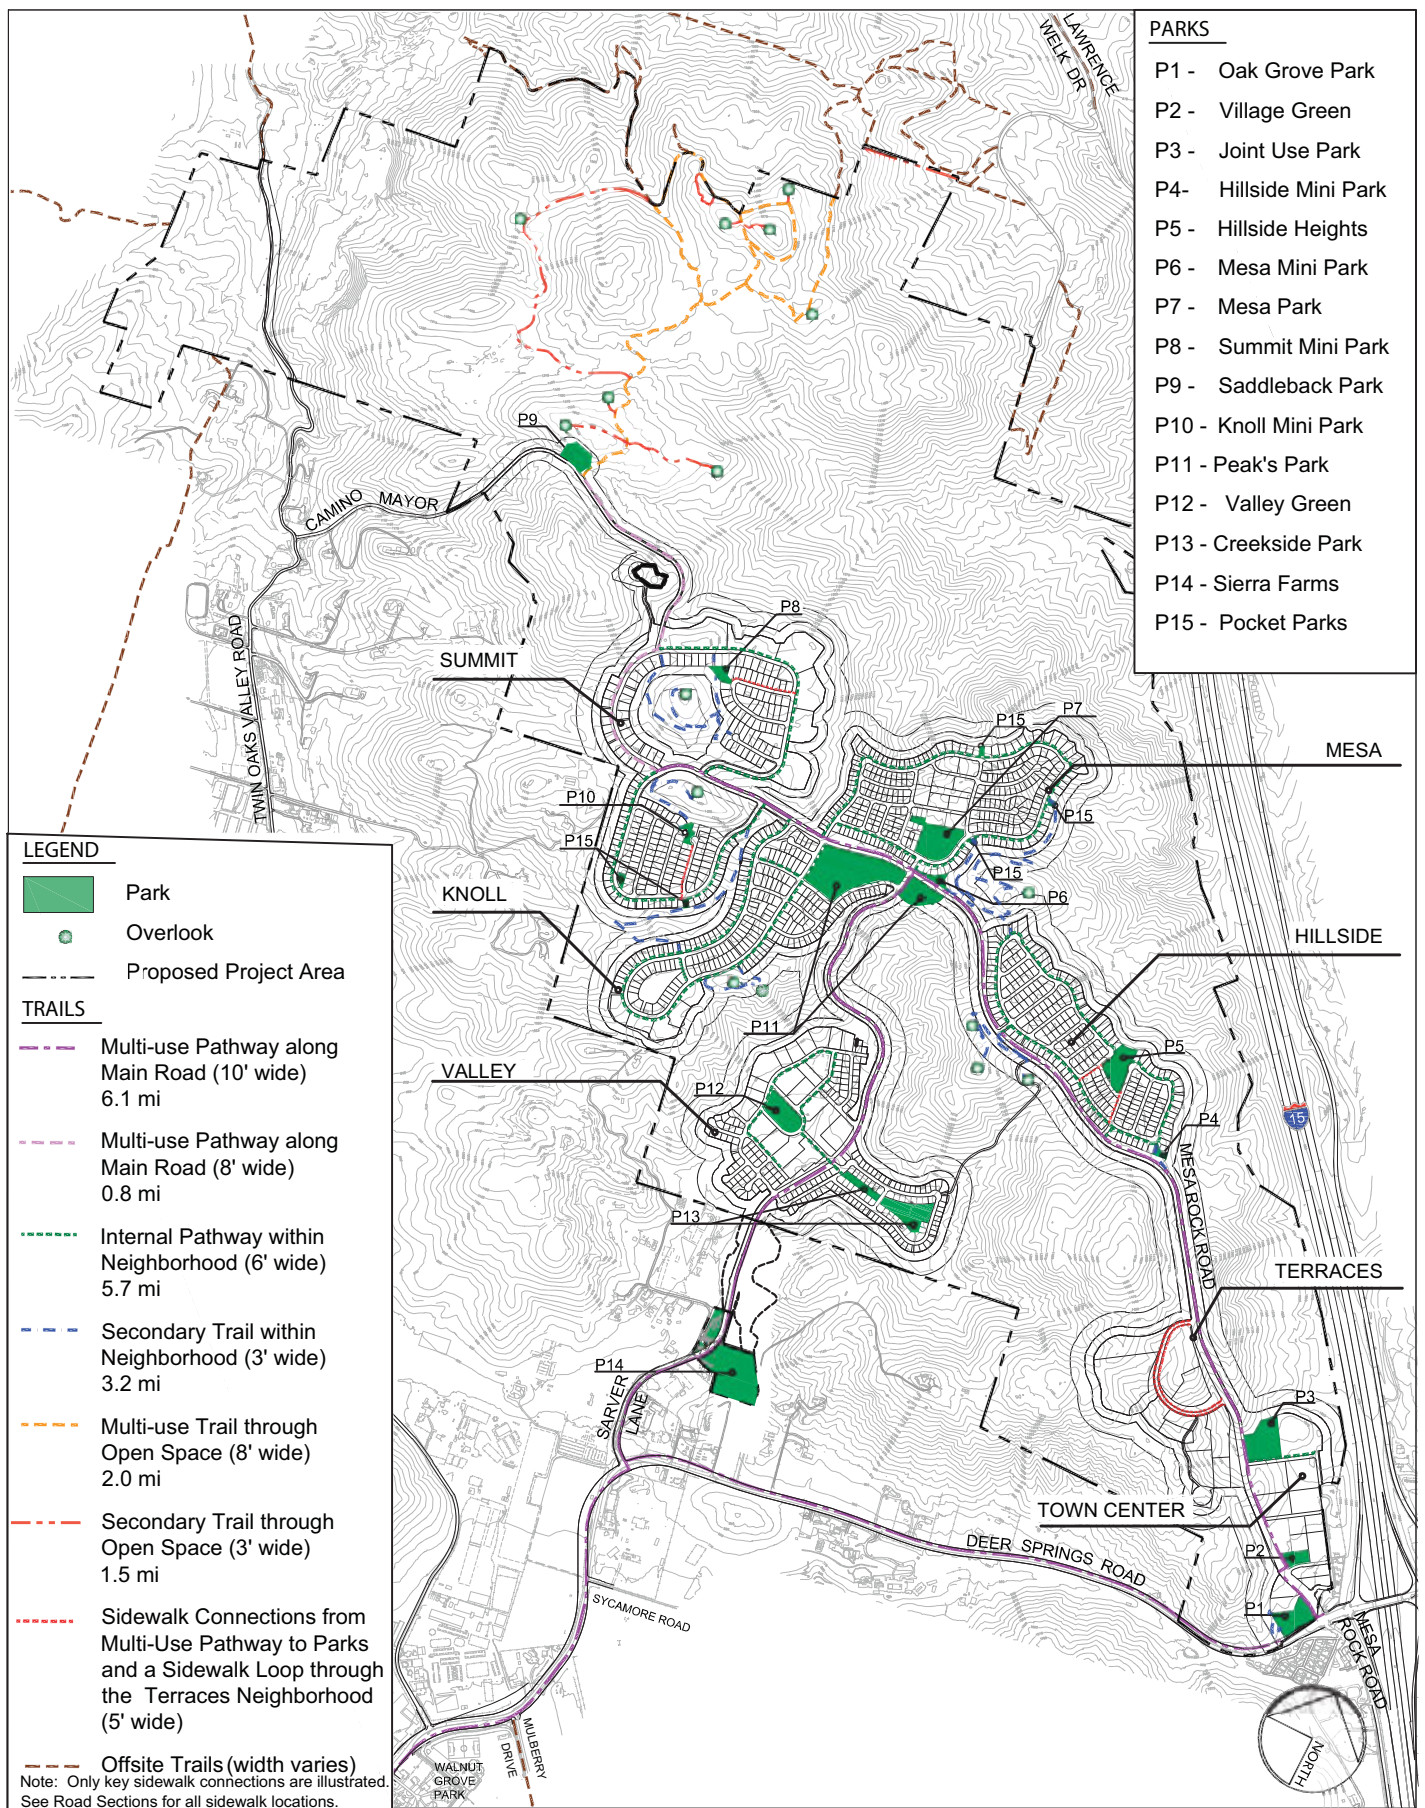 LAWRENCE
WELK DR
PARKS
P1 - Oak Grove Park
P2 - Village Green
P3 - Joint Use Park
P4- Hillside Mini Park
P5 - Hillside Heights
P6 - Mesa Mini Park
P7 - Mesa Park
P8 - Summit Mini Park
P9 - Saddleback Park
P10 - Knoll Mini Park
P11 - Peak's Park
P12 - Valley Green
P13 - Creekside Park
P14 - Sierra Farms
P15 - Pocket Parks
P9
CAMINO MAYOR
P8
SUMMIT
TWIN OAKS VALLEY ROAD
P7
P15
MESA
P10
P15
P15
P15
P6
KNOLL
HILLSIDE
P11
P5
VALLEY
P12
15
P4
MESA ROCK ROAD
P13
TERRACES
P14
SARVER
LANE
P3
TOWN CENTER
DEER SPRINGS ROAD
P2
SYCAMORE ROAD
P1
MESA
ROCK ROAD
MULBERRY
DRIVE
WALNUT
GROVE
PARK
NORTH
LEGEND
Park
Overlook
Proposed Project Area
TRAILS
Multi-use Pathway along
Main Road (10' wide)
6.1 mi
Multi-use Pathway along
Main Road (8' wide)
0.8 mi
Internal Pathway within
Neighborhood (6' wide)
5.7 mi
Secondary Trail within
Neighborhood (3' wide)
3.2 mi
Multi-use Trail through
Open Space (8' wide)
2.0 mi
Secondary Trail through
Open Space (3' wide)
1.5 mi
Sidewalk Connections from
Multi-Use Pathway to Parks
and a Sidewalk Loop through
the Terraces Neighborhood
(5' wide)
Offsite Trails (width varies)
Note: Only key sidewalk connections are illustrated.
See Road Sections for all sidewalk locations.